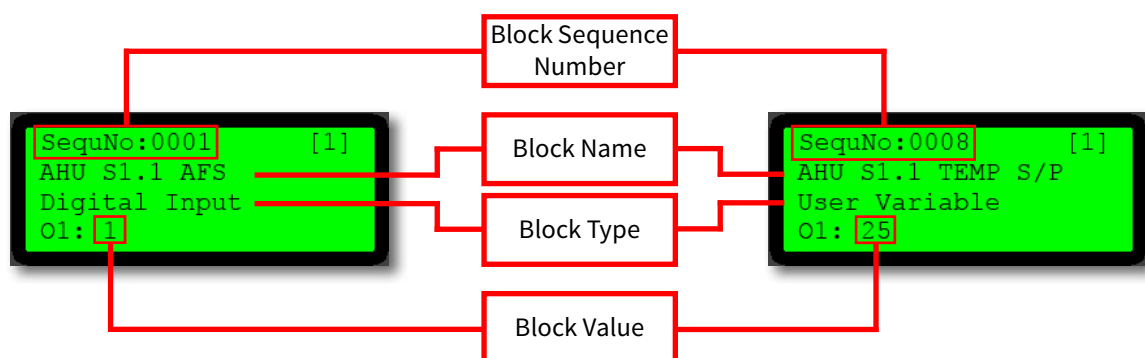 Block Sequence
Number
SequNo:0001 [1]
AHU S1.1 AFS
Digital Input
O1: 1
Block Name
Block Type
Block Value
SequNo:0008 [1]
AHU S1.1 TEMP S/P
User Variable
O1: 25